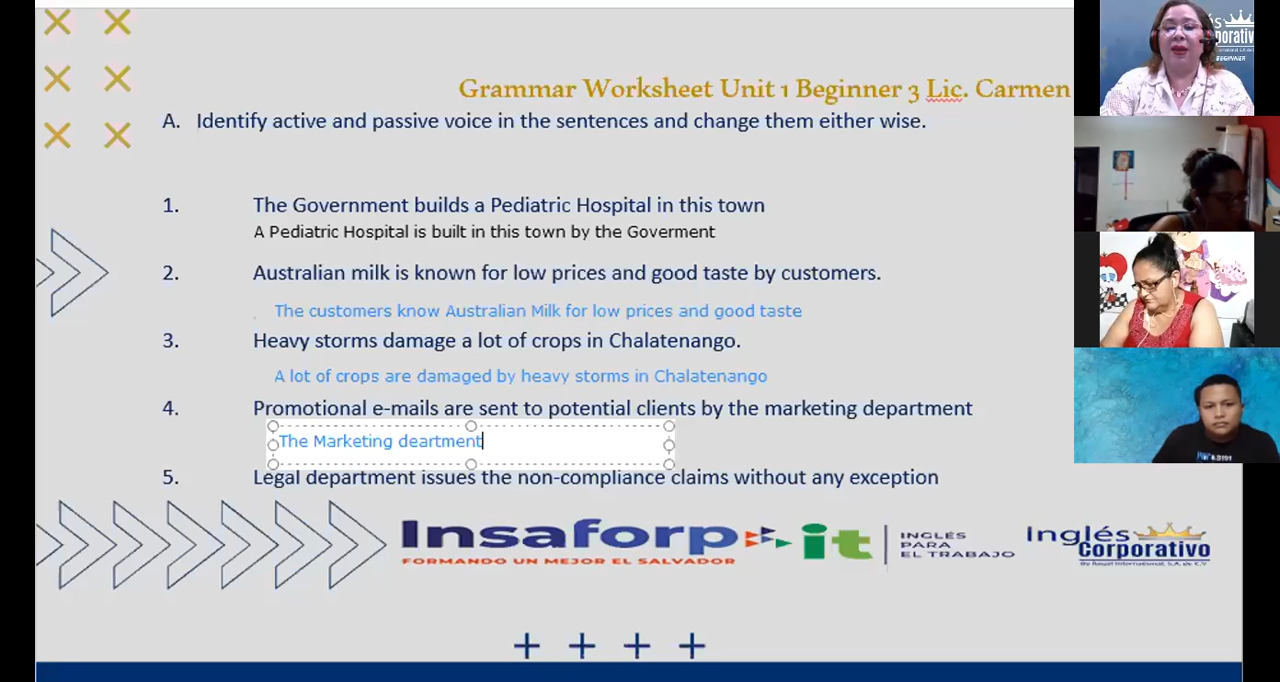 Grammar Worksheet Unit 1 Beginner 3 Lic. Carmen
A. Identify active and passive voice in the sentences and change them either wise.
1. The Government builds a Pediatric Hospital in this town
A Pediatric Hospital is built in this town by the Goverment
2. Australian milk is known for low prices and good taste by customers.
The customers know Australian Milk for low prices and good taste
3. Heavy storms damage a lot of crops in Chalatenango.
A lot of crops are damaged by heavy storms in Chalatenango
4. Promotional e-mails are sent to potential clients by the marketing department
The Marketing deartment
5. Legal department issues the non-compliance claims without any exception
Insaforp
FORMANDO UN MEJOR EL SALVADOR
it
INGLÉS
PARA
EL TRABAJO
Inglés
Corporativo
BEGINNER